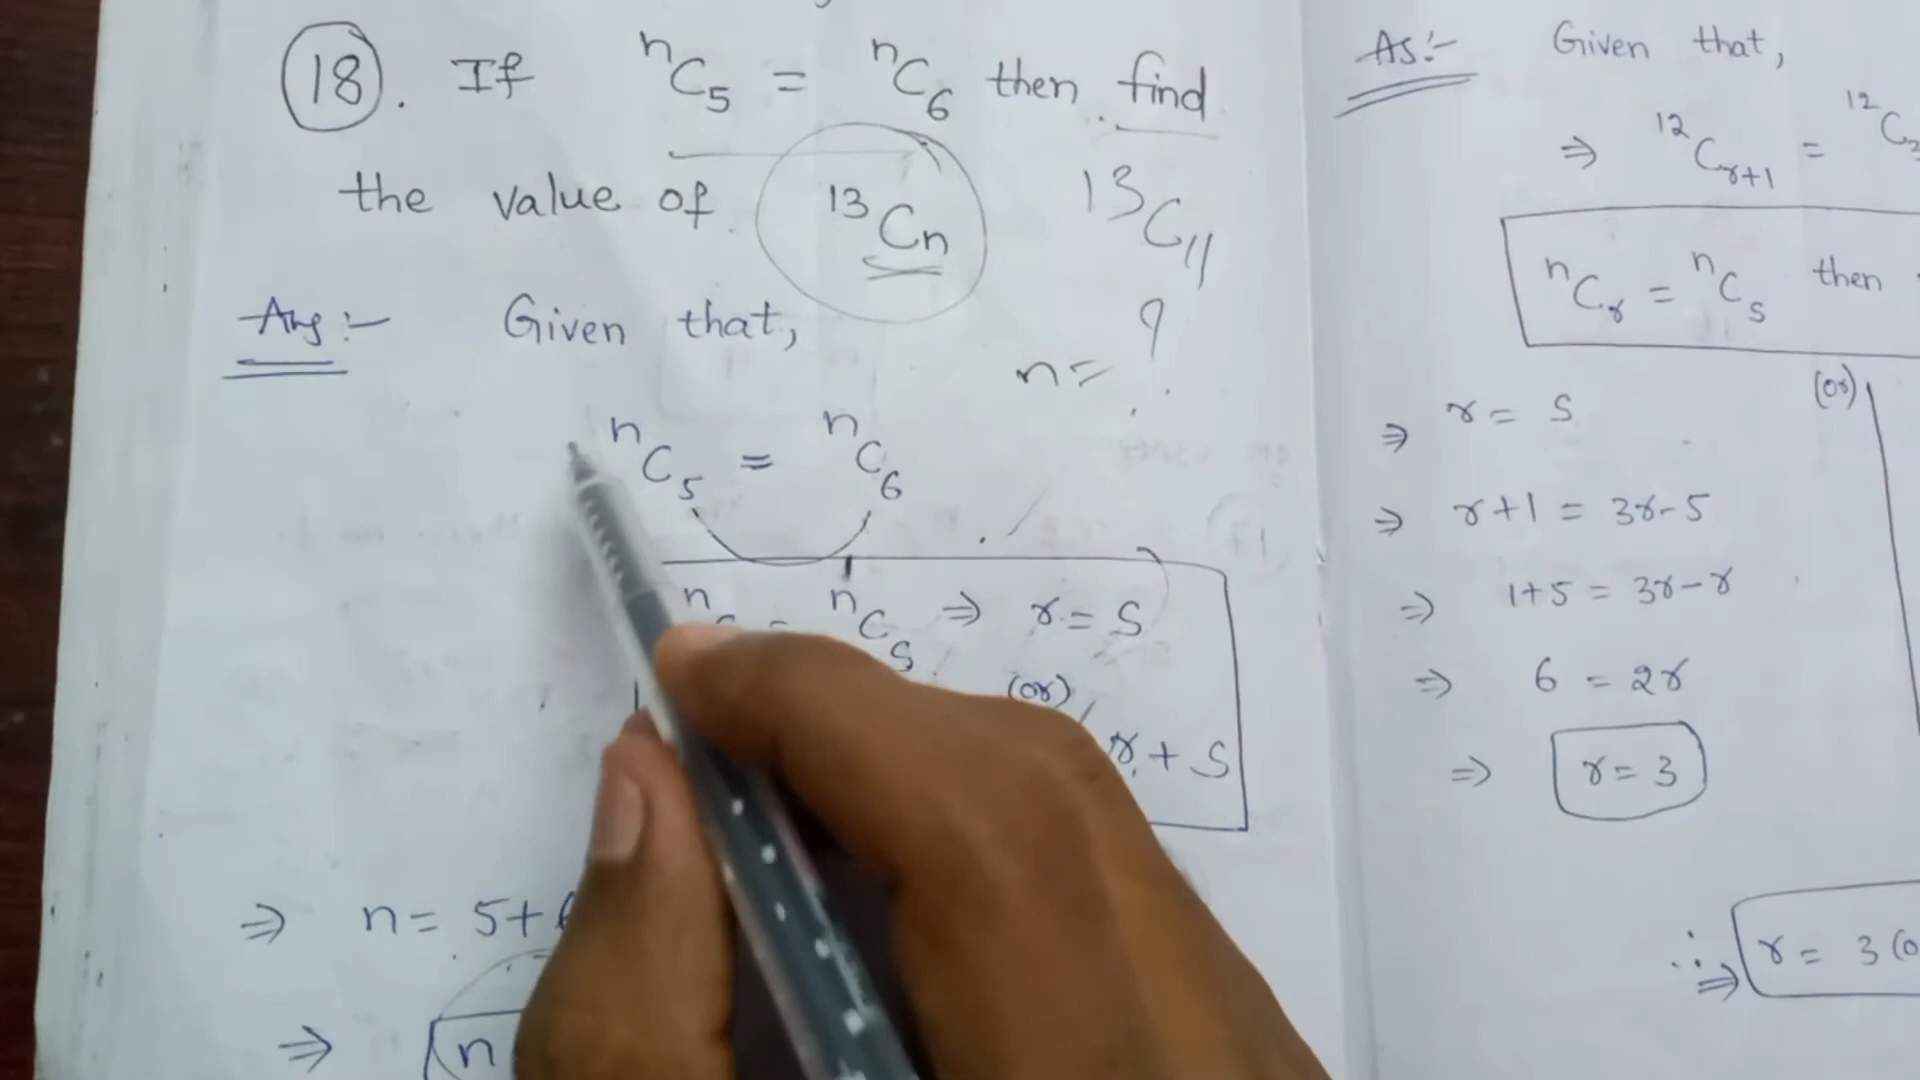 18. If ⁿC₅ = ⁿC₆ then find
the value of ¹³Cₙ ¹³C₁₁
Ans:- Given that,
n = ?
ⁿC₅ = ⁿC₆
n = ⁿCₛ ⇒ r = S
(or)
r + S
⇒ n = 5+
⇒ n
As:- Given that,
⇒ ¹²Cᵣ₊₁ = ¹²C
ⁿCᵣ = ⁿCₛ then
⇒ r = S (or)
⇒ r+1 = 3r-5
⇒ 1+5 = 3r-r
⇒ 6 = 2r
⇒ r = 3
∴ ⇒ r = 3 (o